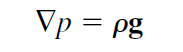 ∇p = ρg